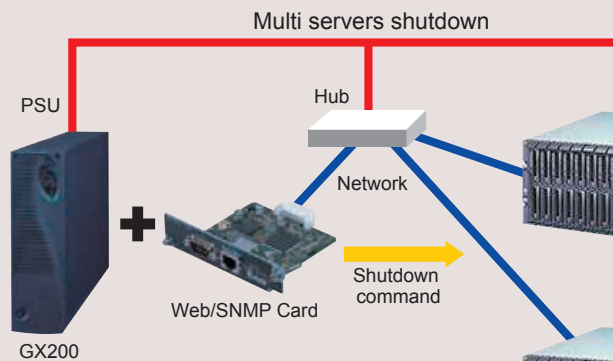 Multi servers shutdown
PSU
Hub
Network
Shutdown
command
Web/SNMP Card
GX200